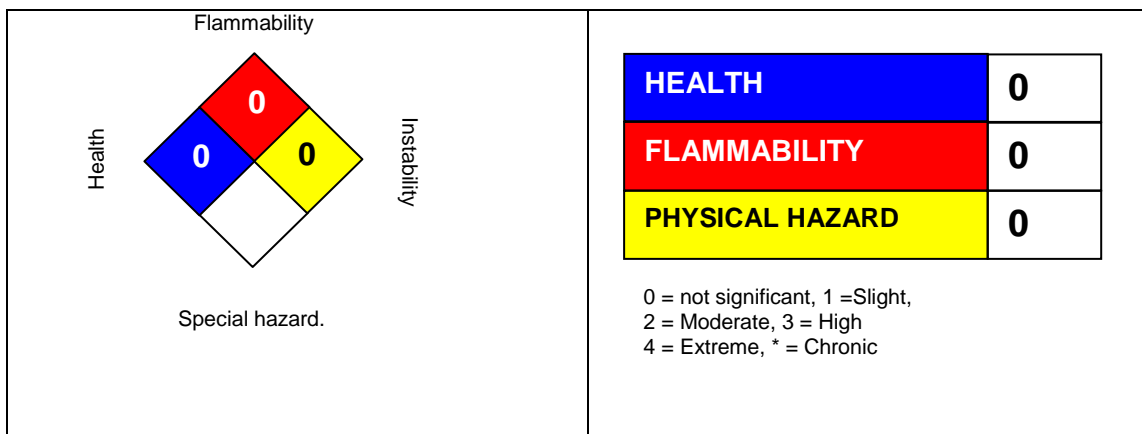 Flammability
0
Health
0
0
Instability
Special hazard.
HEALTH 0
FLAMMABILITY 0
PHYSICAL HAZARD 0
0 = not significant, 1 =Slight,
2 = Moderate, 3 = High
4 = Extreme, * = Chronic